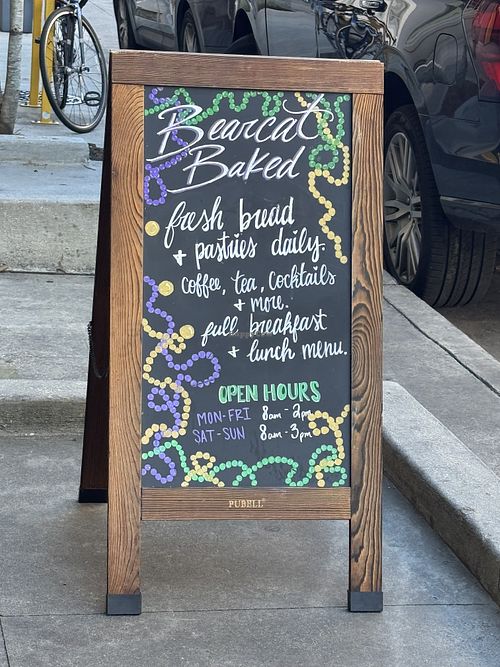 Bearcat
Baked
fresh bread
+ pastries daily.
coffee, tea, cocktails
+ more.
full breakfast
+ lunch menu.
OPEN HOURS
MON-FRI 8am - 2pm
SAT-SUN 8am - 3pm
PUBELL